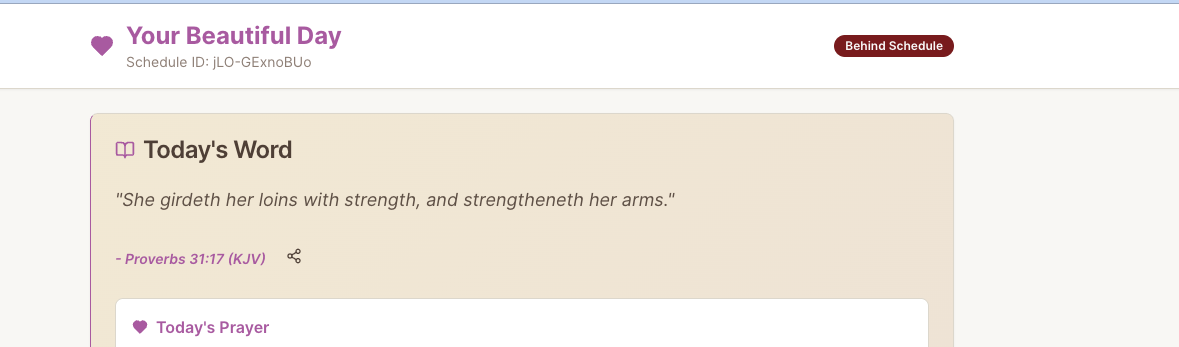 Your Beautiful Day
Schedule ID: jLO-GExnoBUo
Behind Schedule
Today's Word
"She girdeth her loins with strength, and strengtheneth her arms."
- Proverbs 31:17 (KJV)
Today's Prayer